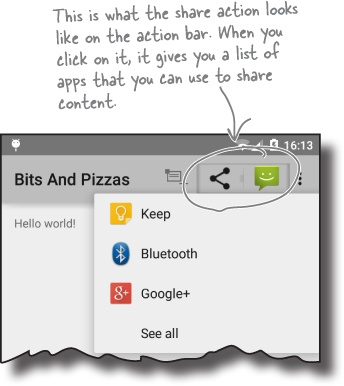 This is what the share action looks
like on the action bar. When you
click on it, it gives you a list of
apps that you can use to share
content.
16:13
Bits And Pizzas
Hello world!
Keep
Bluetooth
8+ Google+
See all